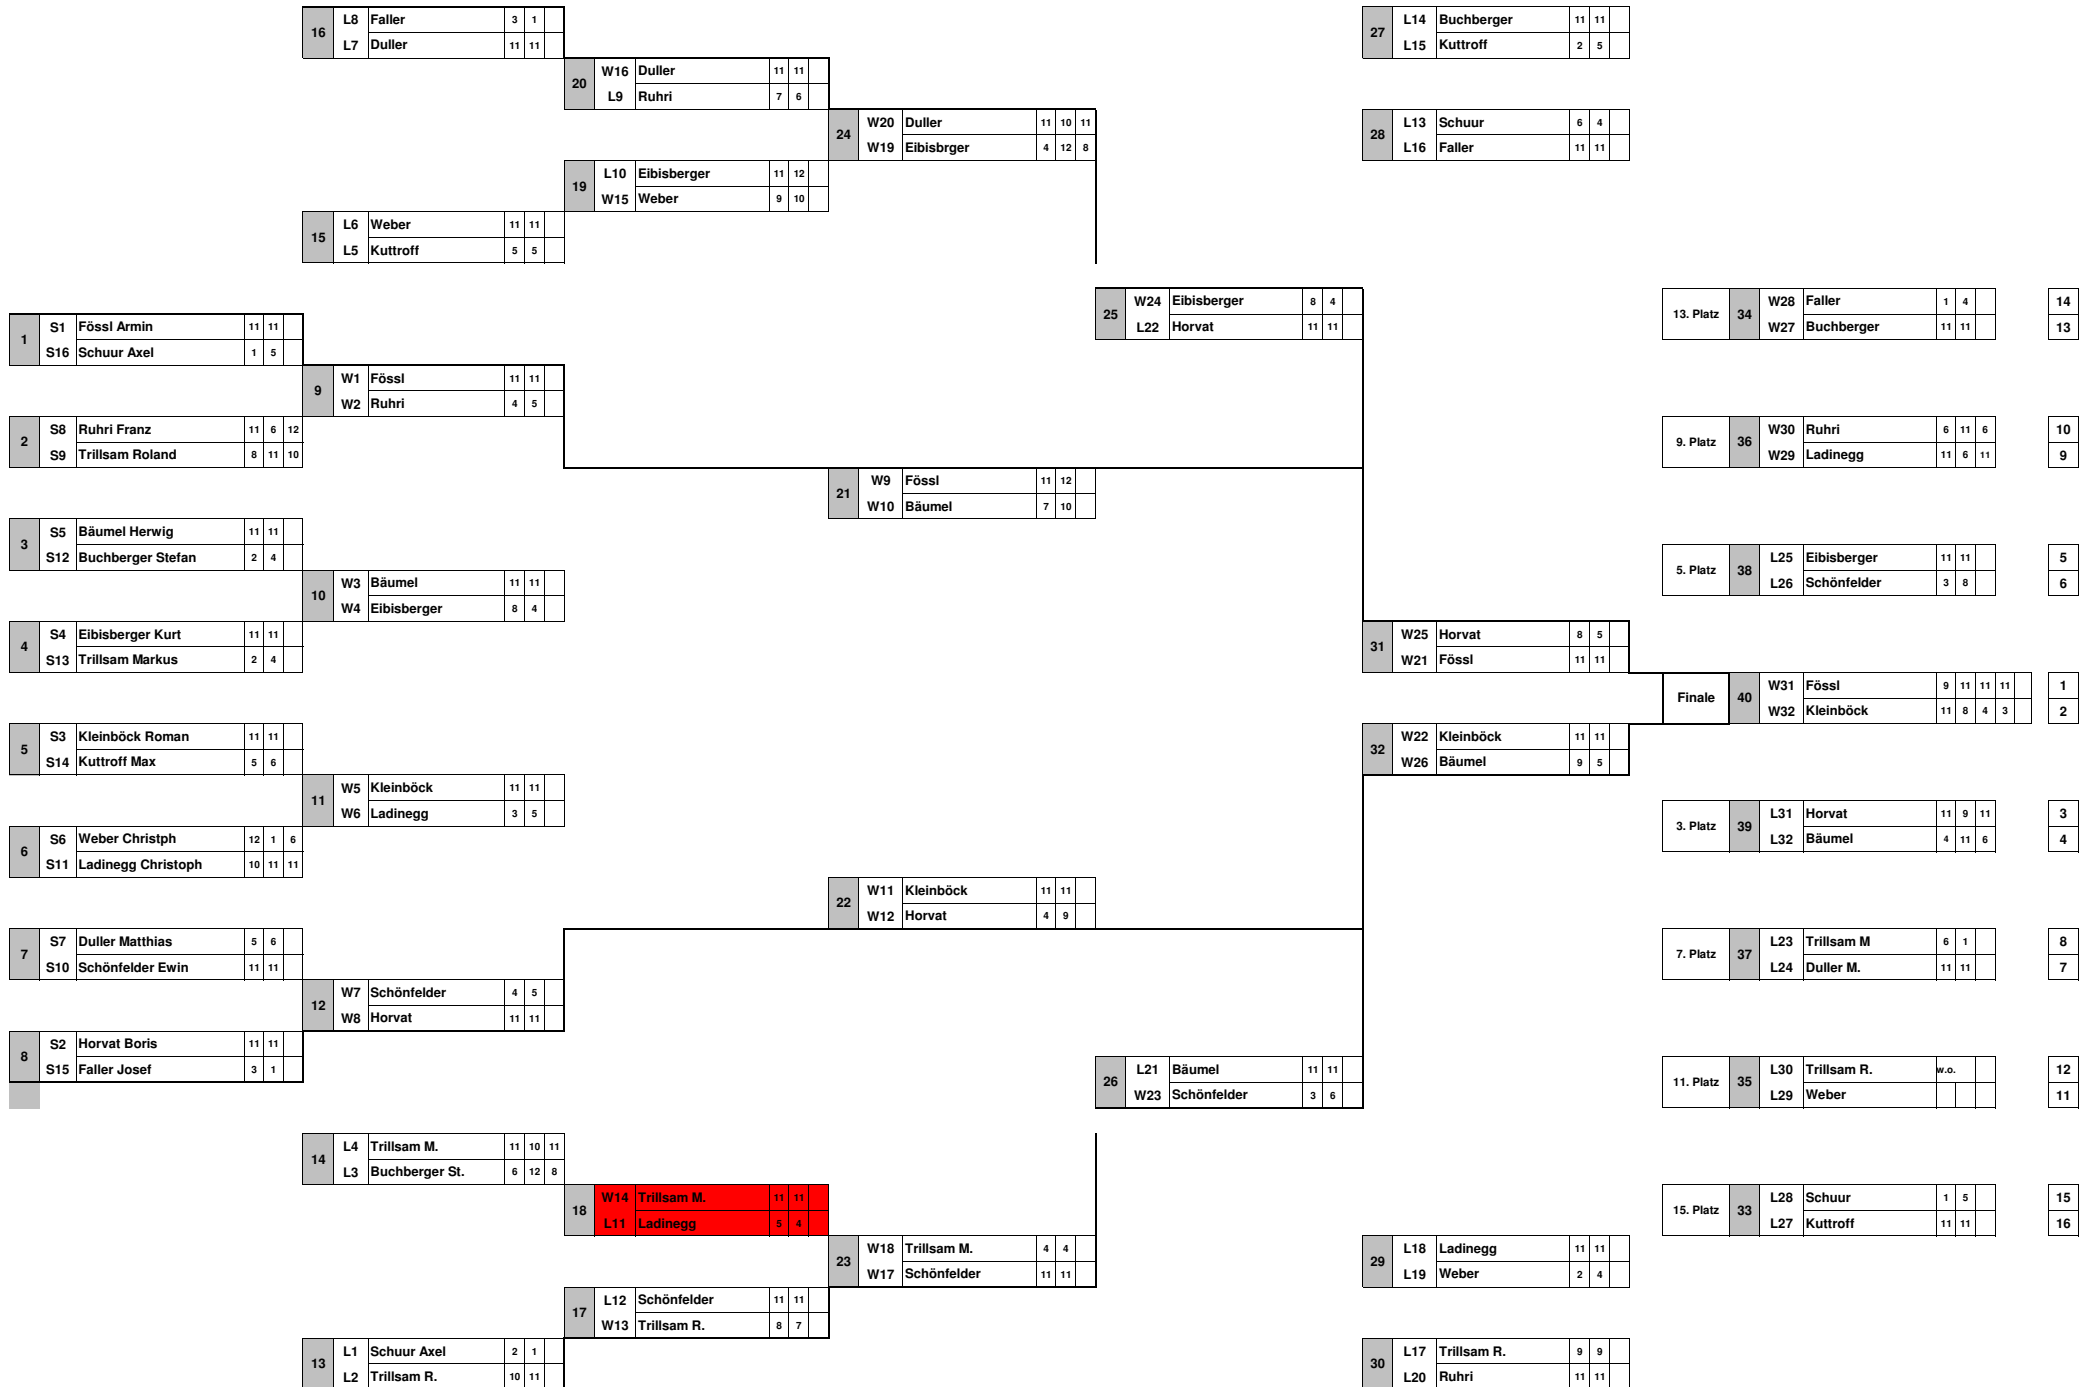 16 L8 Faller 3 1
L7 Duller 11 11
27 L14 Buchberger 11 11
L15 Kuttroff 2 5
20 W16 Duller 11 11
L9 Ruhri 7 6
24 W20 Duller 11 10 11
W19 Eibisbrger 4 12 8
28 L13 Schuur 6 4
L16 Faller 11 11
19 L10 Eibisberger 11 12
W15 Weber 9 10
15 L6 Weber 11 11
L5 Kuttroff 5 5
25 W24 Eibisberger 8 4
L22 Horvat 11 11
13. Platz 34 W28 Faller 1 4 14
W27 Buchberger 11 11 13
1 S1 Fössl Armin 11 11
S16 Schuur Axel 1 5
9 W1 Fössl 11 11
W2 Ruhri 4 5
2 S8 Ruhri Franz 11 6 12
S9 Trillsam Roland 8 11 10
9. Platz 36 W30 Ruhri 6 11 6 10
W29 Ladinegg 11 6 11 9
21 W9 Fössl 11 12
W10 Bäumel 7 10
3 S5 Bäumel Herwig 11 11
S12 Buchberger Stefan 2 4
5. Platz 38 L25 Eibisberger 11 11 5
L26 Schönfelder 3 8 6
10 W3 Bäumel 11 11
W4 Eibisberger 8 4
4 S4 Eibisberger Kurt 11 11
S13 Trillsam Markus 2 4
31 W25 Horvat 8 5
W21 Fössl 11 11
Finale 40 W31 Fössl 9 11 11 11 1
W32 Kleinböck 11 8 4 3 2
5 S3 Kleinböck Roman 11 11
S14 Kuttroff Max 5 6
32 W22 Kleinböck 11 11
W26 Bäumel 9 5
11 W5 Kleinböck 11 11
W6 Ladinegg 3 5
3. Platz 39 L31 Horvat 11 9 11 3
L32 Bäumel 4 11 6 4
6 S6 Weber Christph 12 1 6
S11 Ladinegg Christoph 10 11 11
22 W11 Kleinböck 11 11
W12 Horvat 4 9
7 S7 Duller Matthias 5 6
S10 Schönfelder Ewin 11 11
7. Platz 37 L23 Trillsam M 6 1 8
L24 Duller M. 11 11 7
12 W7 Schönfelder 4 5
W8 Horvat 11 11
8 S2 Horvat Boris 11 11
S15 Faller Josef 3 1
26 L21 Bäumel 11 11
W23 Schönfelder 3 6
11. Platz 35 L30 Trillsam R. w.o. 12
L29 Weber 11
14 L4 Trillsam M. 11 10 11
L3 Buchberger St. 6 12 8
18 W14 Trillsam M. 11 11
L11 Ladinegg 5 4
15. Platz 33 L28 Schuur 1 5 15
L27 Kuttroff 11 11 16
23 W18 Trillsam M. 4 4
W17 Schönfelder 11 11
29 L18 Ladinegg 11 11
L19 Weber 2 4
17 L12 Schönfelder 11 11
W13 Trillsam R. 8 7
13 L1 Schuur Axel 2 1
L2 Trillsam R. 10 11
30 L17 Trillsam R. 9 9
L20 Ruhri 11 11